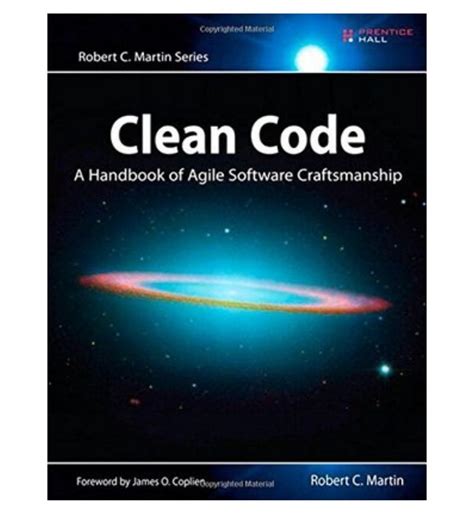 Copyrighted Material
PRENTICE
HALL
Robert C. Martin Series
Clean Code
A Handbook of Agile Software Craftsmanship
Foreword by James O. Coplien
Copyrighted Material
Robert C. Martin